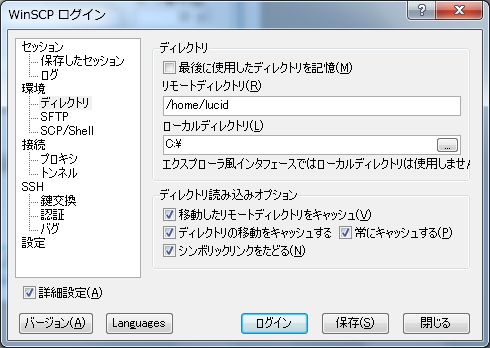 WinSCP ログイン
セッション
保存したセッション
ログ
環境
ディレクトリ
SFTP
SCP/Shell
接続
プロキシ
トンネル
SSH
鍵交換
認証
バグ
設定
ディレクトリ
最後に使用したディレクトリを記憶(M)
リモートディレクトリ(R)
/home/lucid
ローカルディレクトリ(L)
C:¥
...
エクスプローラ風インタフェースではローカルディレクトリは使用しません
ディレクトリ読み込みオプション
移動したリモートディレクトリをキャッシュ(V)
ディレクトリの移動をキャッシュする 常にキャッシュする(P)
シンボリックリンクをたどる(N)
詳細設定(A)
バージョン(A) Languages ログイン 保存(S) 閉じる